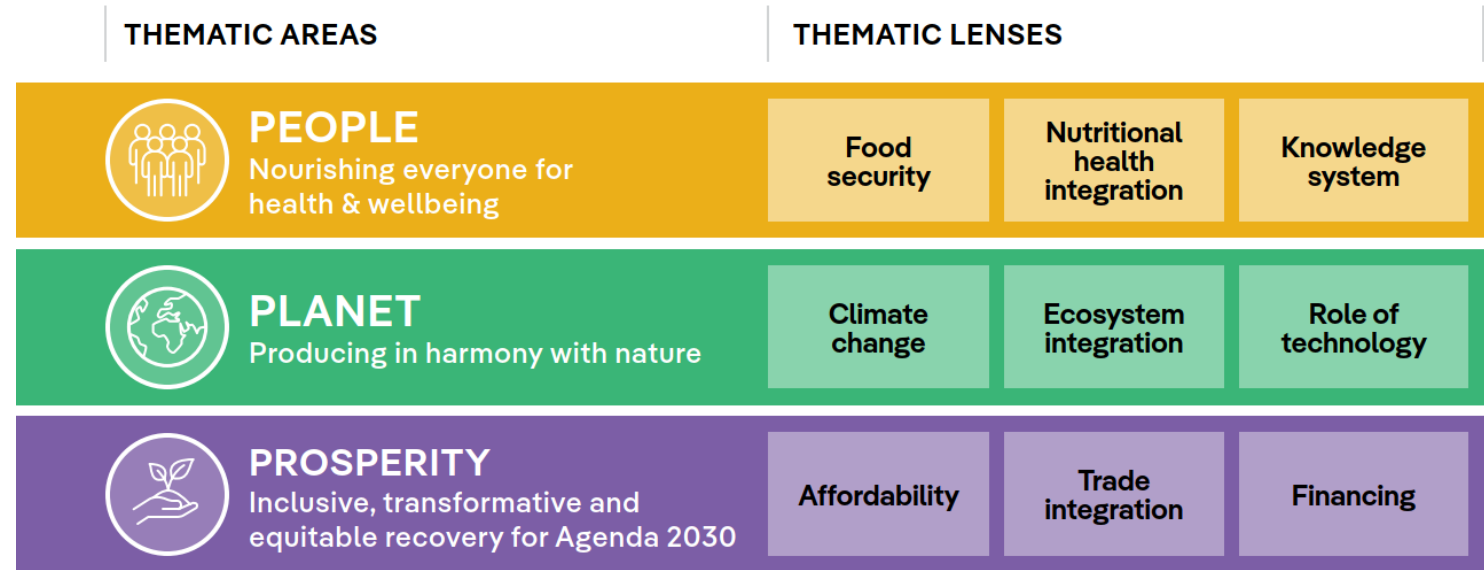 THEMATIC AREAS
THEMATIC LENSES
PEOPLE
Nourishing everyone for
health & wellbeing
Food
security
Nutritional
health
integration
Knowledge
system
PLANET
Producing in harmony with nature
Climate
change
Ecosystem
integration
Role of
technology
PROSPERITY
Inclusive, transformative and
equitable recovery for Agenda 2030
Affordability
Trade
integration
Financing